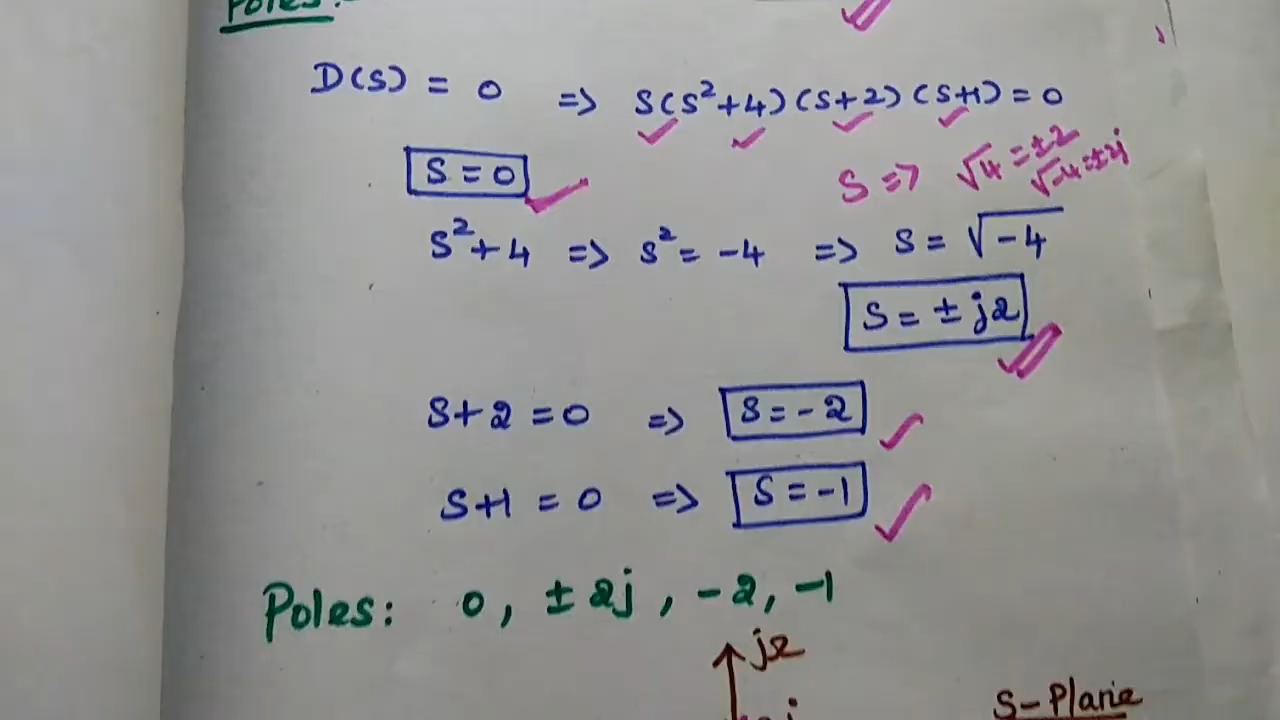 Poles:
D(s) = 0 => s(s²+4)(s+2)(s+1)=0
s => √4 = ±2
√-4 = ±2j
s = 0
s²+4 => s² = -4 => s = √-4
s = ± j2
s+2 = 0 => s = -2
s+1 = 0 => s = -1
Poles: 0, ± 2j, -2, -1
S-Plane